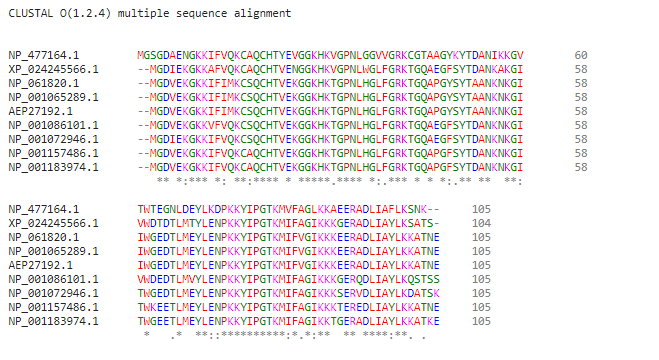 CLUSTAL O(1.2.4) multiple sequence alignment
NP_477164.1 MGSGDAENGKKIFVQKCAQCHTYEVGGKHKVGPNLGGVVGRKCGTAAGYKYTDANIKKGV 60
XP_024245566.1 --MGDIEKGKKAFVQKCAQCHTVENGGKHKVGPNLWGLFGRKTGQAEGFSYTDANKAKGI 58
NP_061820.1 --MGDVEKGKKIFIMKCSQCHTVEKGGKHKTGPNLHGLFGRKTGQAPGYSYTAANKNKGI 58
NP_001065289.1 --MGDVEKGKKIFIMKCSQCHTVEKGGKHKTGPNLHGLFGRKTGQAPGYSYTAANKNKGI 58
AEP27192.1 --MGDVEKGKKIFIMKCSQCHTVEKGGKHKTGPNLHGLFGRKTGQAPGYSYTAANKNKGI 58
NP_001086101.1 --MGDVEKGKKVFVQKCSQCHTVEKGGKHKTGPNLHGLFGRKTGQAEGFSYTDANKNKGI 58
NP_001072946.1 --MGDIEKGKKIFVQKCSQCHTVEKGGKHKTGPNLHGLFGRKTGQAEGFSYTDANKNKGI 58
NP_001157486.1 --MGDVEKGKKIFVQKCAQCHTVEKGGKHKTGPNLHGLFGRKTGQAPGFSYTDANKNKGI 58
NP_001183974.1 --MGDVEKGKKIFVQKCAQCHTVEKGGKHKTGPNLHGLFGRKTGQAPGFSYTDANKNKGI 58
** *:*** *: **:**** * *****.**** *:.*** * * *:.** ** **:
NP_477164.1 TWTEGNLDEYLKDPKKYIPGTKMVFAGLKKAEERADLIAFLKSNK-- 105
XP_024245566.1 VWDTDTLMTYLENPKKYIPGTKMIFAGIKKKGERADLIAYLKSATS- 104
NP_061820.1 IWGEDTLMEYLENPKKYIPGTKMIFVGIKKKEERADLIAYLKKATNE 105
NP_001065289.1 IWGEDTLMEYLENPKKYIPGTKMIFVGIKKKEERADLIAYLKKATNE 105
AEP27192.1 IWGEDTLMEYLENPKKYIPGTKMIFVGIKKKEERADLIAYLKKATNE 105
NP_001086101.1 VWDEDTLMVYLENPKKYIPGTKMIFAGIKKKGERQDLIAYLKQSTSS 105
NP_001072946.1 TWGEDTLMEYLENPKKYIPGTKMIFAGIKKKSERVDLIAYLKDATSK 105
NP_001157486.1 TWKEETLMEYLENPKKYIPGTKMIFAGIKKKTEREDLIAYLKKATNE 105
NP_001183974.1 TWGEETLMEYLENPKKYIPGTKMIFAGIKKTGERADLIAYLKKATKE 105
* .* **::**********:*.*:** ** ****:**. .